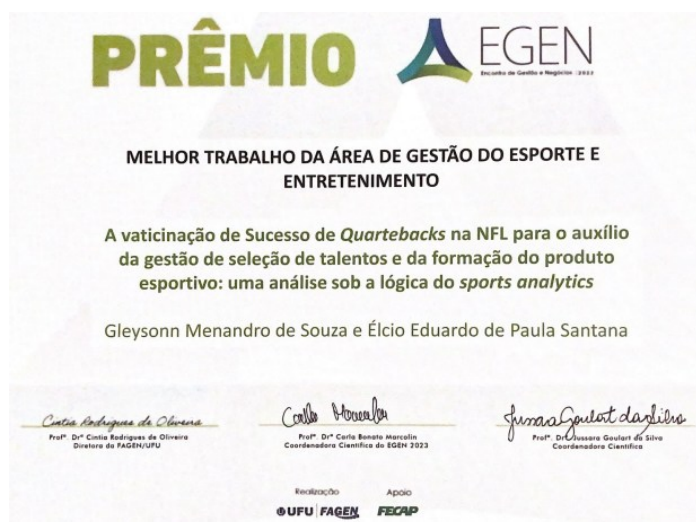 PRÊMIO
EGEN
Encontro de Gestão e Negócios | 2023
MELHOR TRABALHO DA ÁREA DE GESTÃO DO ESPORTE E
ENTRETENIMENTO
A vaticinação de Sucesso de Quartebacks na NFL para o auxílio
da gestão de seleção de talentos e da formação do produto
esportivo: uma análise sob a lógica do sports analytics
Gleysonn Menandro de Souza e Élcio Eduardo de Paula Santana
Cintia Rodrigues de Oliveira
Profª. Drª Cintia Rodrigues de Oliveira
Diretora da FAGEN/UFU
Profª. Drª Carla Bonato Marcolin
Coordenadora Científica do EGEN 2023
Jussara Goulart da Silva
Profª. Drª Jussara Goulart da Silva
Coordenadora Científica
Realização
Apoio
UFU FAGEN
FECAP